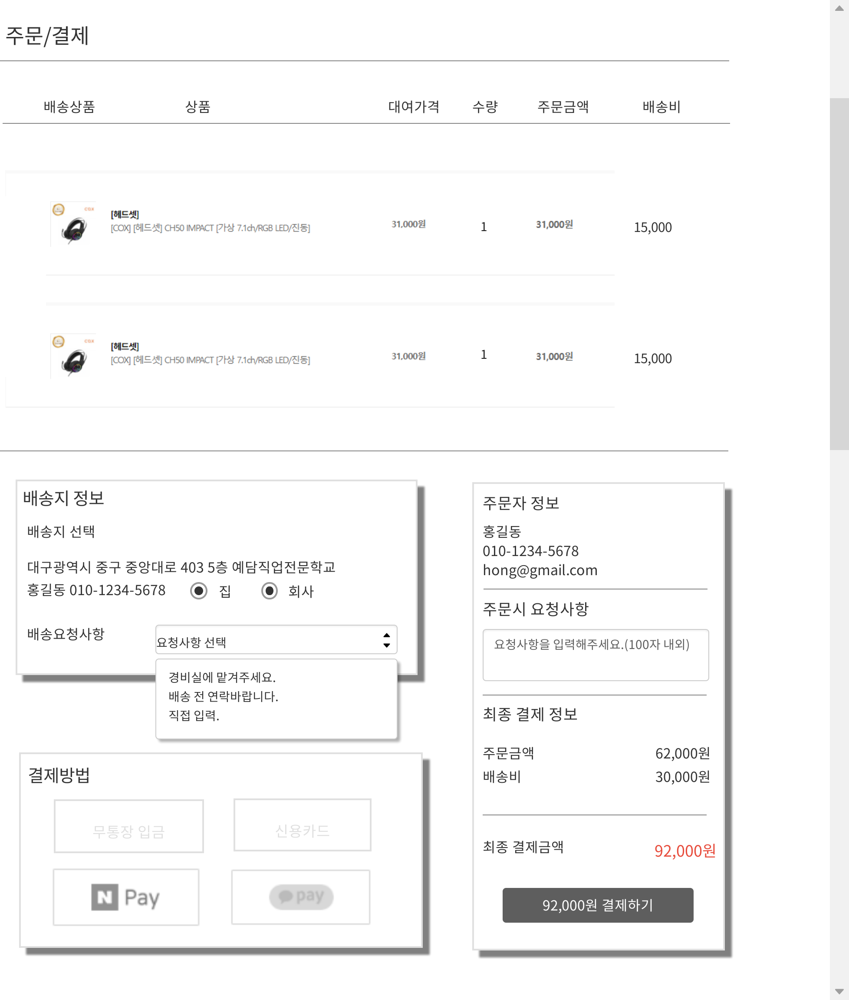 주문/결제
배송상품 상품 대여가격 수량 주문금액 배송비
COX
[헤드셋]
[COX] [헤드셋] CH50 IMPACT [가상 7.1ch/RGB LED/진동] 31,000원 1 31,000원 15,000
COX
[헤드셋]
[COX] [헤드셋] CH50 IMPACT [가상 7.1ch/RGB LED/진동] 31,000원 1 31,000원 15,000
배송지 정보
배송지 선택
대구광역시 중구 중앙대로 403 5층 예담직업전문학교
홍길동 010-1234-5678 집 회사
배송요청사항 요청사항 선택
경비실에 맡겨주세요.
배송 전 연락바랍니다.
직접 입력.
결제방법
무통장 입금 신용카드
N Pay pay
주문자 정보
홍길동
010-1234-5678
hong@gmail.com
주문시 요청사항
요청사항을 입력해주세요.(100자 내외)
최종 결제 정보
주문금액 62,000원
배송비 30,000원
최종 결제금액 92,000원
92,000원 결제하기